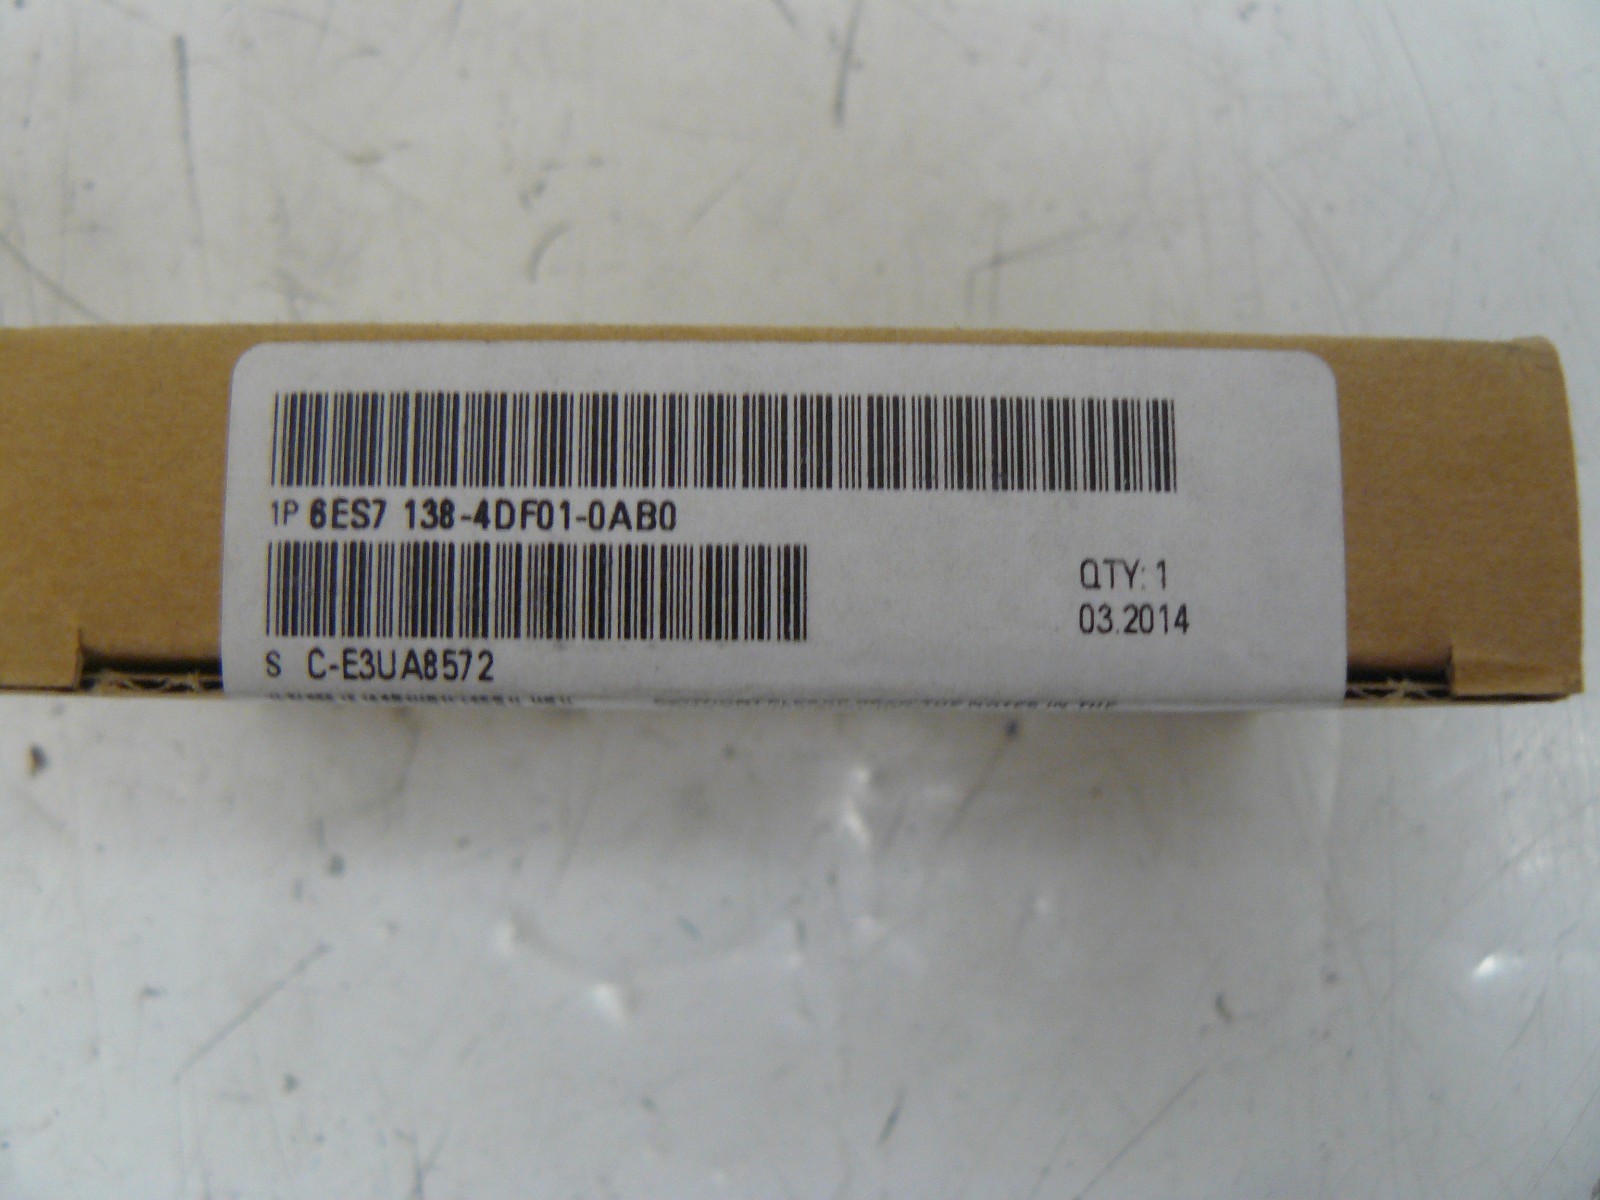 1P 6ES7 138-4DF01-0AB0
QTY: 1
03.2014
S C-E3UA8572